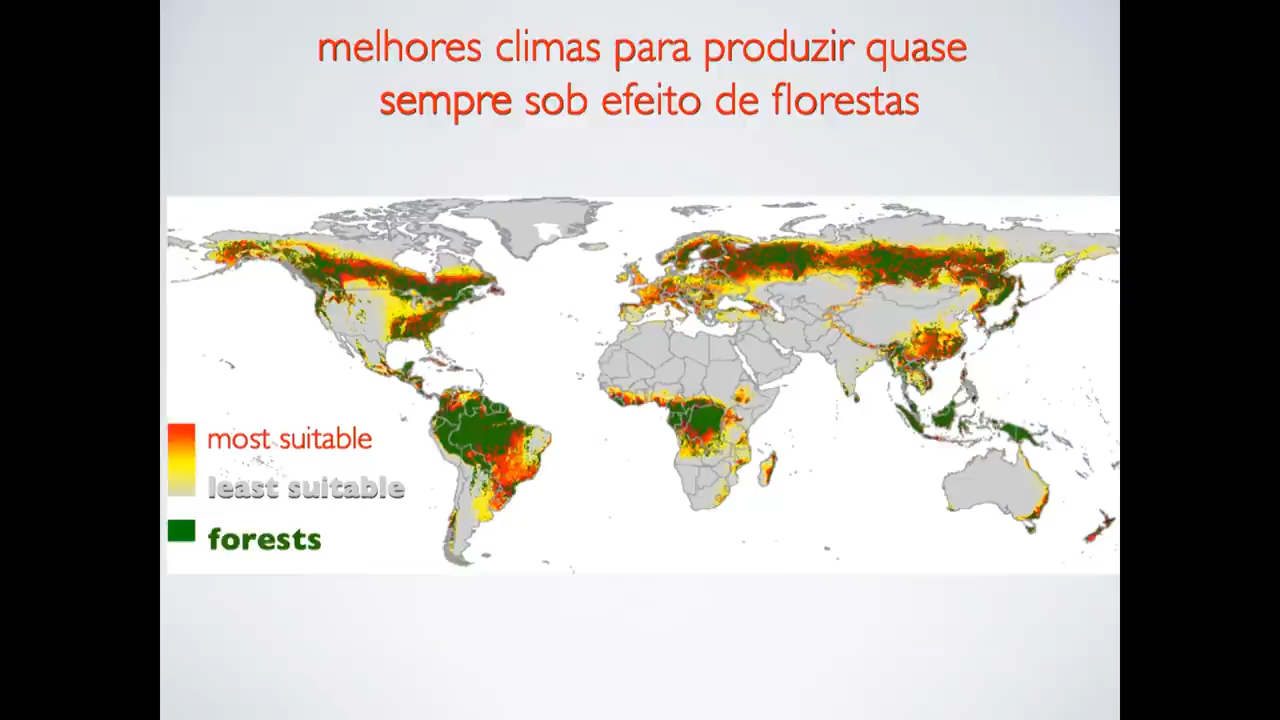 melhores climas para produzir quase
sempre sob efeito de florestas
most suitable
least suitable
forests